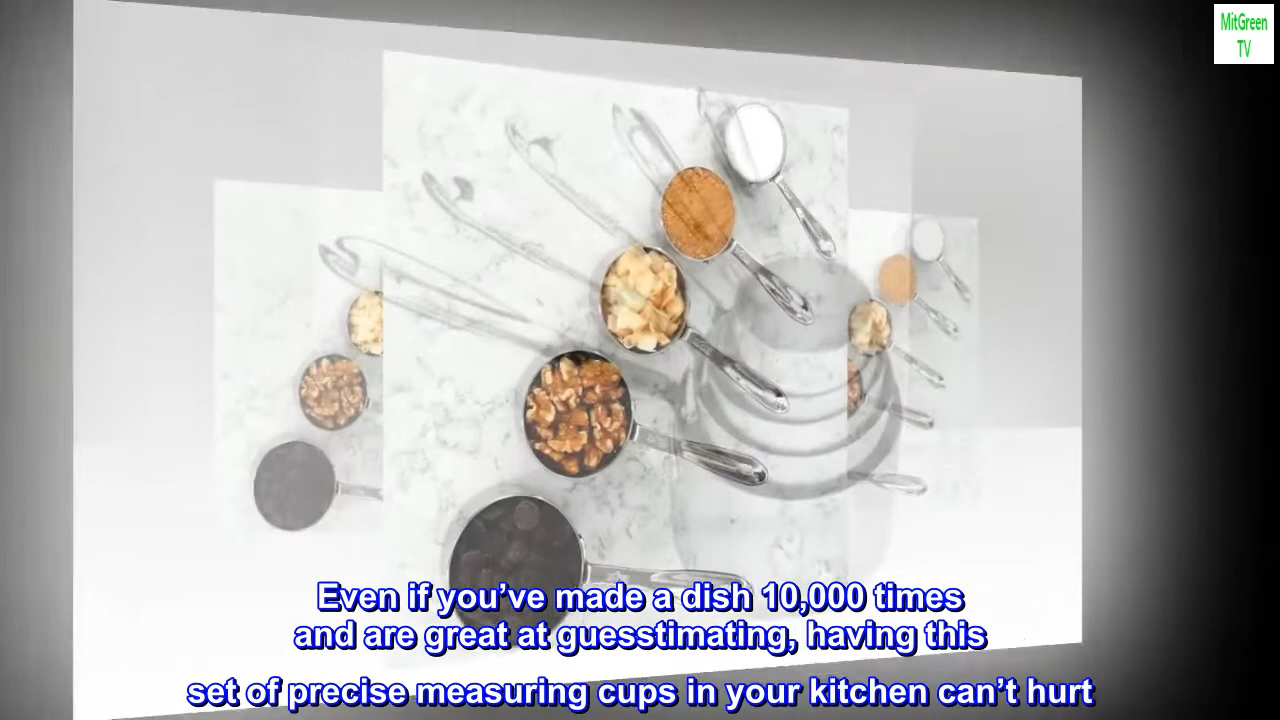 MitGreen
TV
Even if you’ve made a dish 10,000 times
and are great at guesstimating, having this
set of precise measuring cups in your kitchen can’t hurt